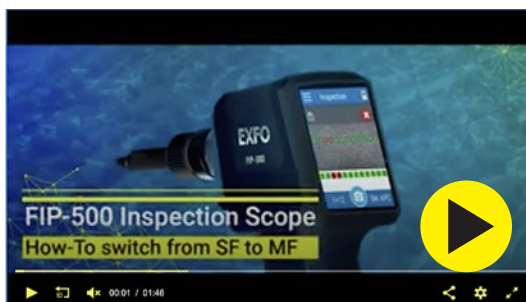 Inspection
EXFO
FIP-500
FIP-500 Inspection Scope
How-To switch from SF to MF
00:01 / 01:46